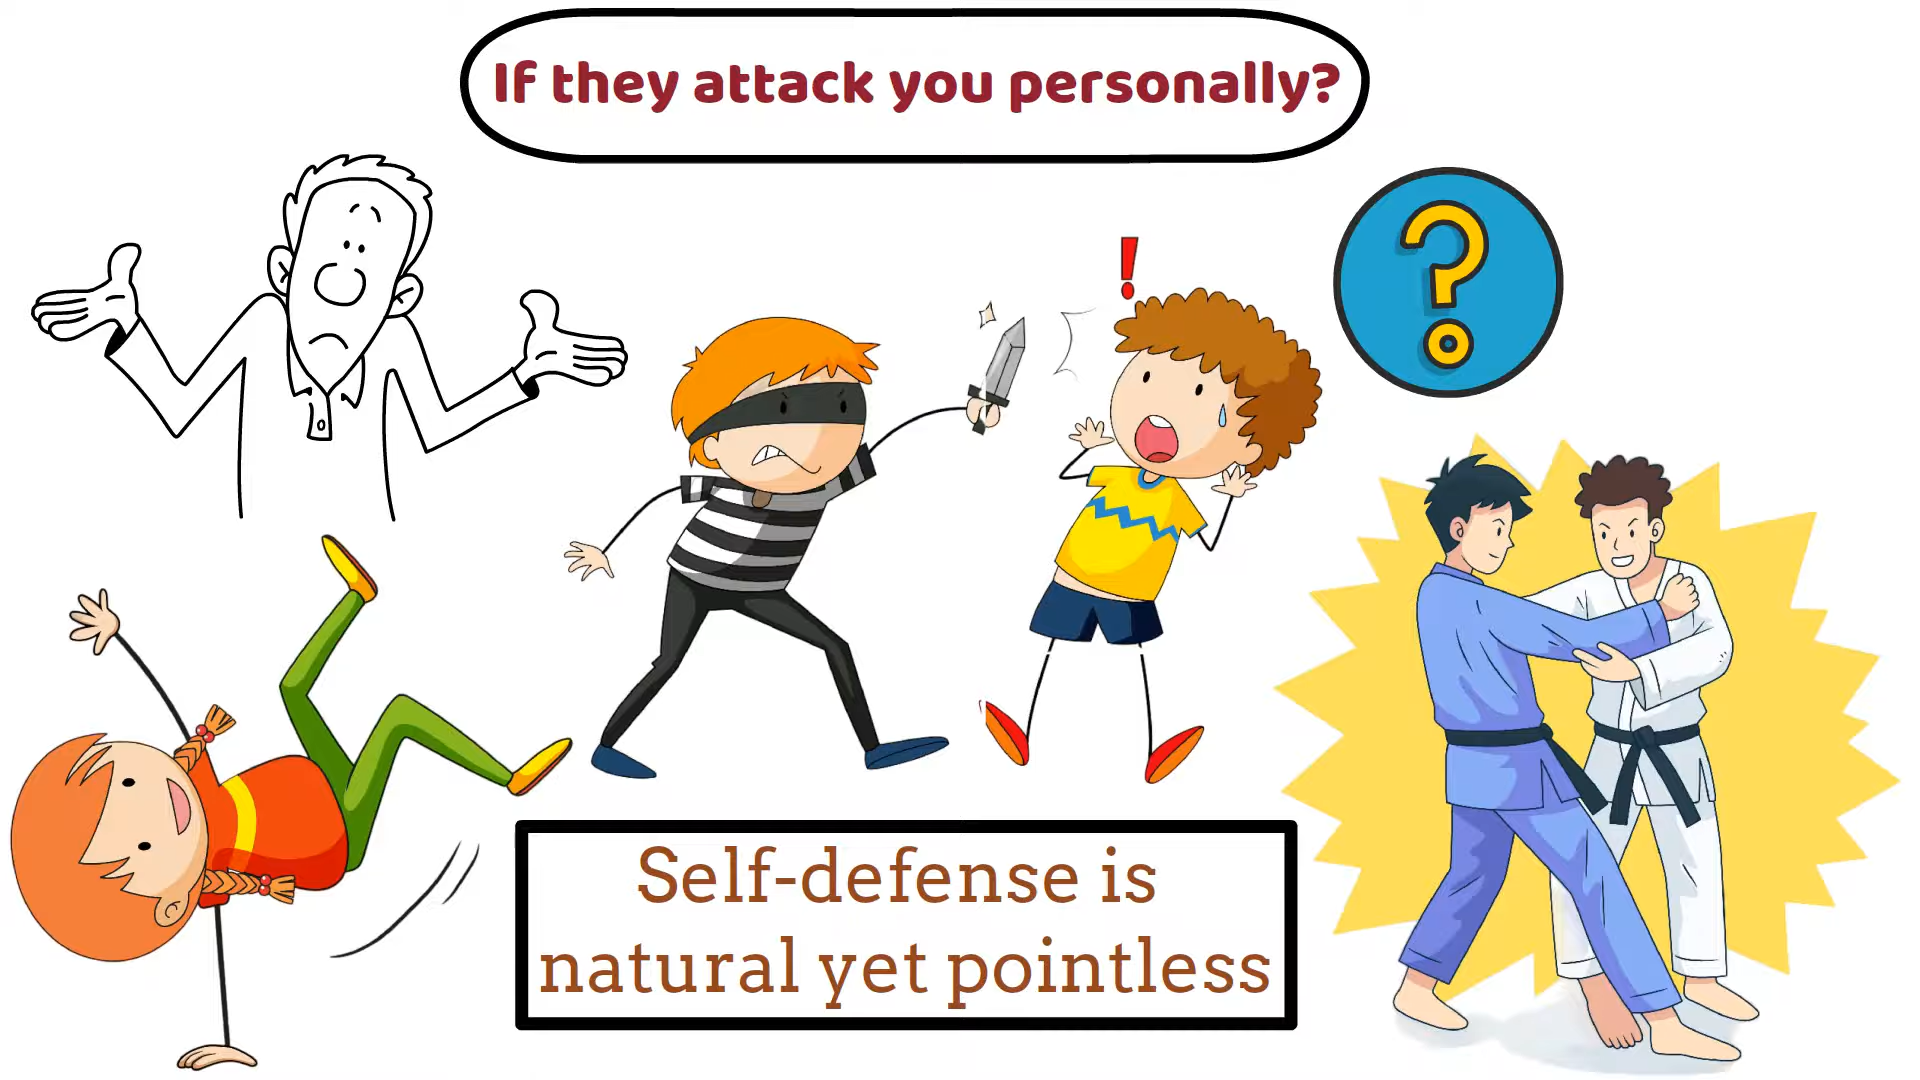 If they attack you personally?
!
?
Self-defense is
natural yet pointless